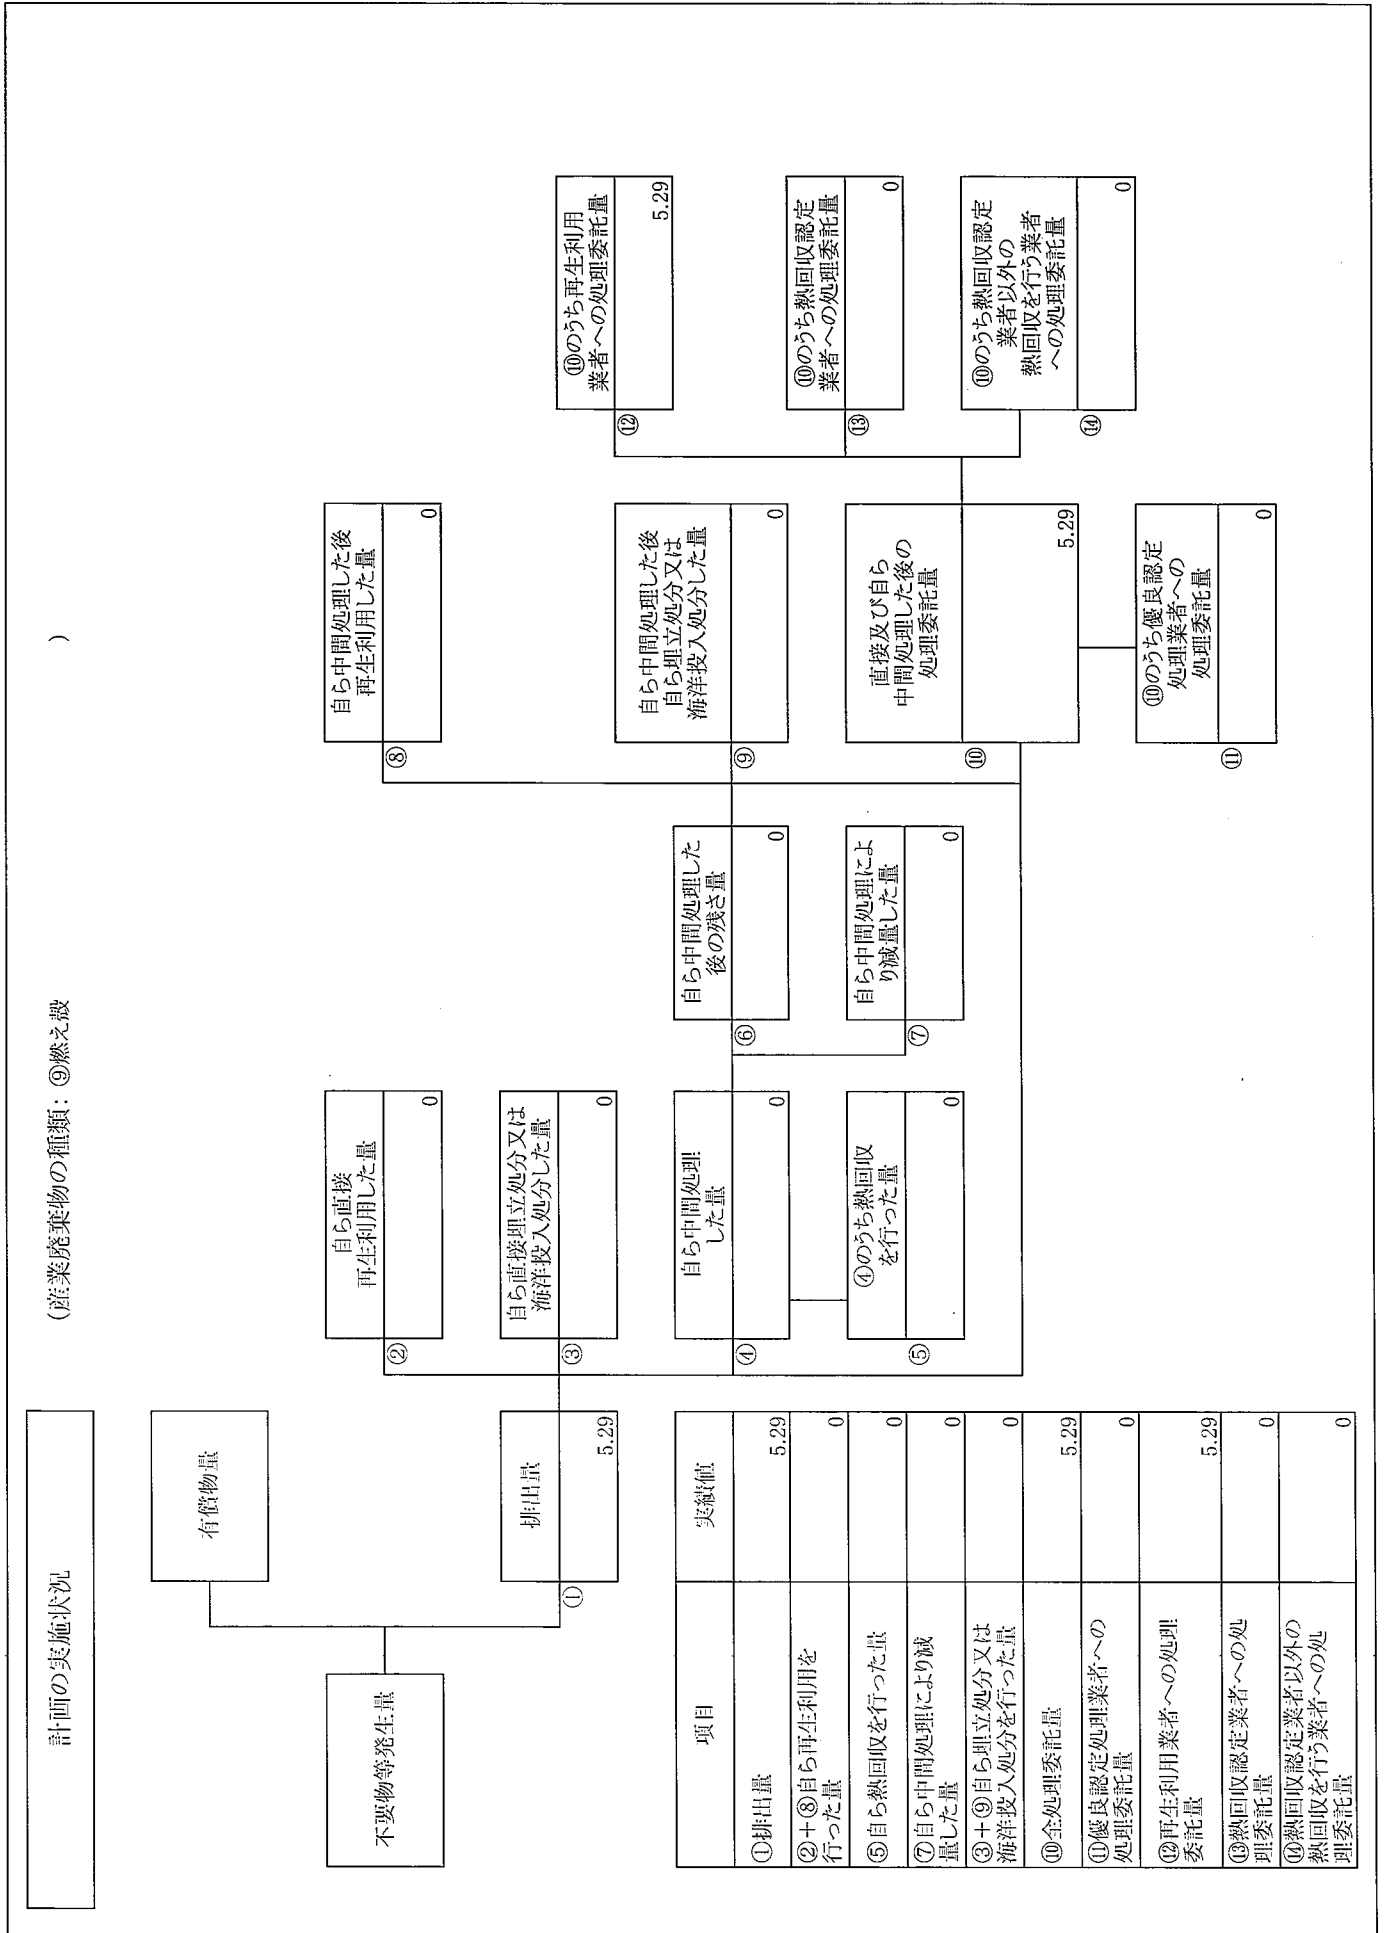 計画の実施状況
(産業廃棄物の種類：⑨燃え殻 )
不要物等発生量
有償物量
①
排出量
5.29
②
自ら直接
再生利用した量
0
③
自ら直接埋立処分又は
海洋投入処分した量
0
④
自ら中間処理
した量
0
⑤
④のうち熱回収
を行った量
0
⑥
自ら中間処理した
後の残さ量
0
⑦
自ら中間処理によ
り減量した量
0
⑧
自ら中間処理した後
再生利用した量
0
⑨
自ら中間処理した後
自ら埋立処分又は
海洋投入処分した量
0
⑩
直接及び自ら
中間処理した後の
処理委託量
5.29
⑪
⑩のうち優良認定
処理業者への
処理委託量
0
⑫
⑩のうち再生利用
業者への処理委託量
5.29
⑬
⑩のうち熱回収認定
業者への処理委託量
0
⑭
⑩のうち熱回収認定
業者以外の
熱回収を行う業者
への処理委託量
0
項目 実績値
①排出量 5.29
②＋⑧自ら再生利用を
行った量 0
⑤自ら熱回収を行った量 0
⑦自ら中間処理により減
量した量 0
③＋⑨自ら埋立処分又は
海洋投入処分を行った量 0
⑩全処理委託量 5.29
⑪優良認定処理業者への
処理委託量 0
⑫再生利用業者への処理
委託量 5.29
⑬熱回収認定業者への処
理委託量 0
⑭熱回収認定業者以外の
熱回収を行う業者への処
理委託量 0